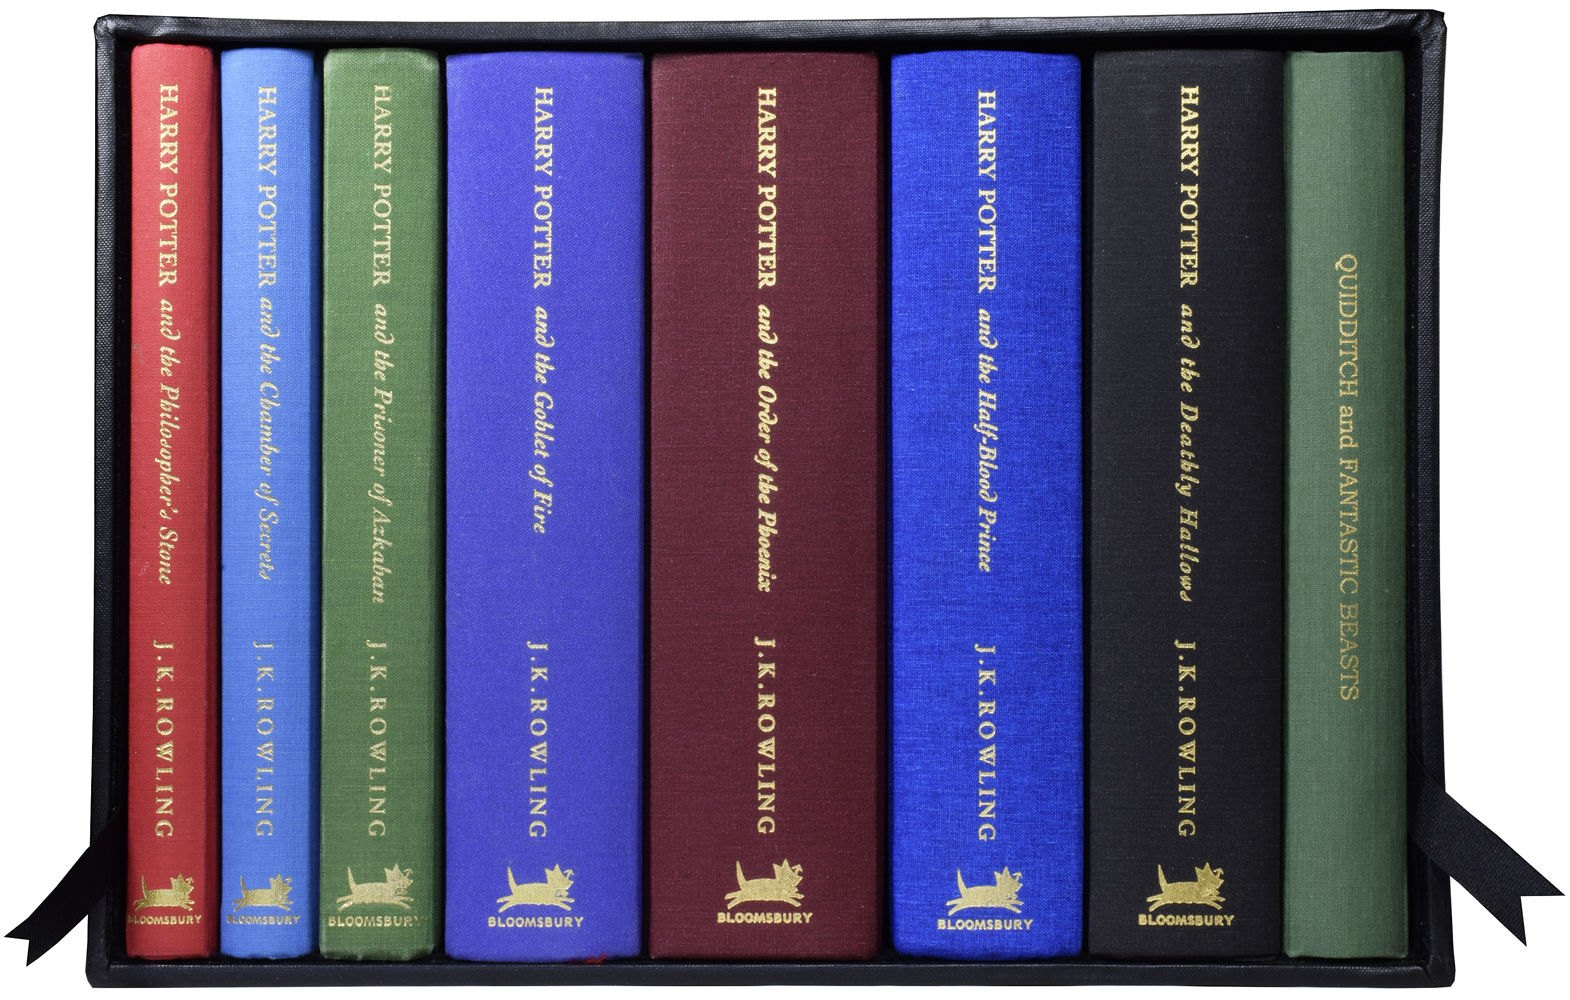 HARRY POTTER and the Philosopher's Stone
J.K.ROWLING
BLOOMSBURY
HARRY POTTER and the Chamber of Secrets
J.K.ROWLING
BLOOMSBURY
HARRY POTTER and the Prisoner of Azkaban
J.K.ROWLING
BLOOMSBURY
HARRY POTTER and the Goblet of Fire
J.K.ROWLING
BLOOMSBURY
HARRY POTTER and the Order of the Phoenix
J.K.ROWLING
BLOOMSBURY
HARRY POTTER and the Half-Blood Prince
J.K.ROWLING
BLOOMSBURY
HARRY POTTER and the Deathly Hallows
J.K.ROWLING
BLOOMSBURY
QUIDDITCH and FANTASTIC BEASTS